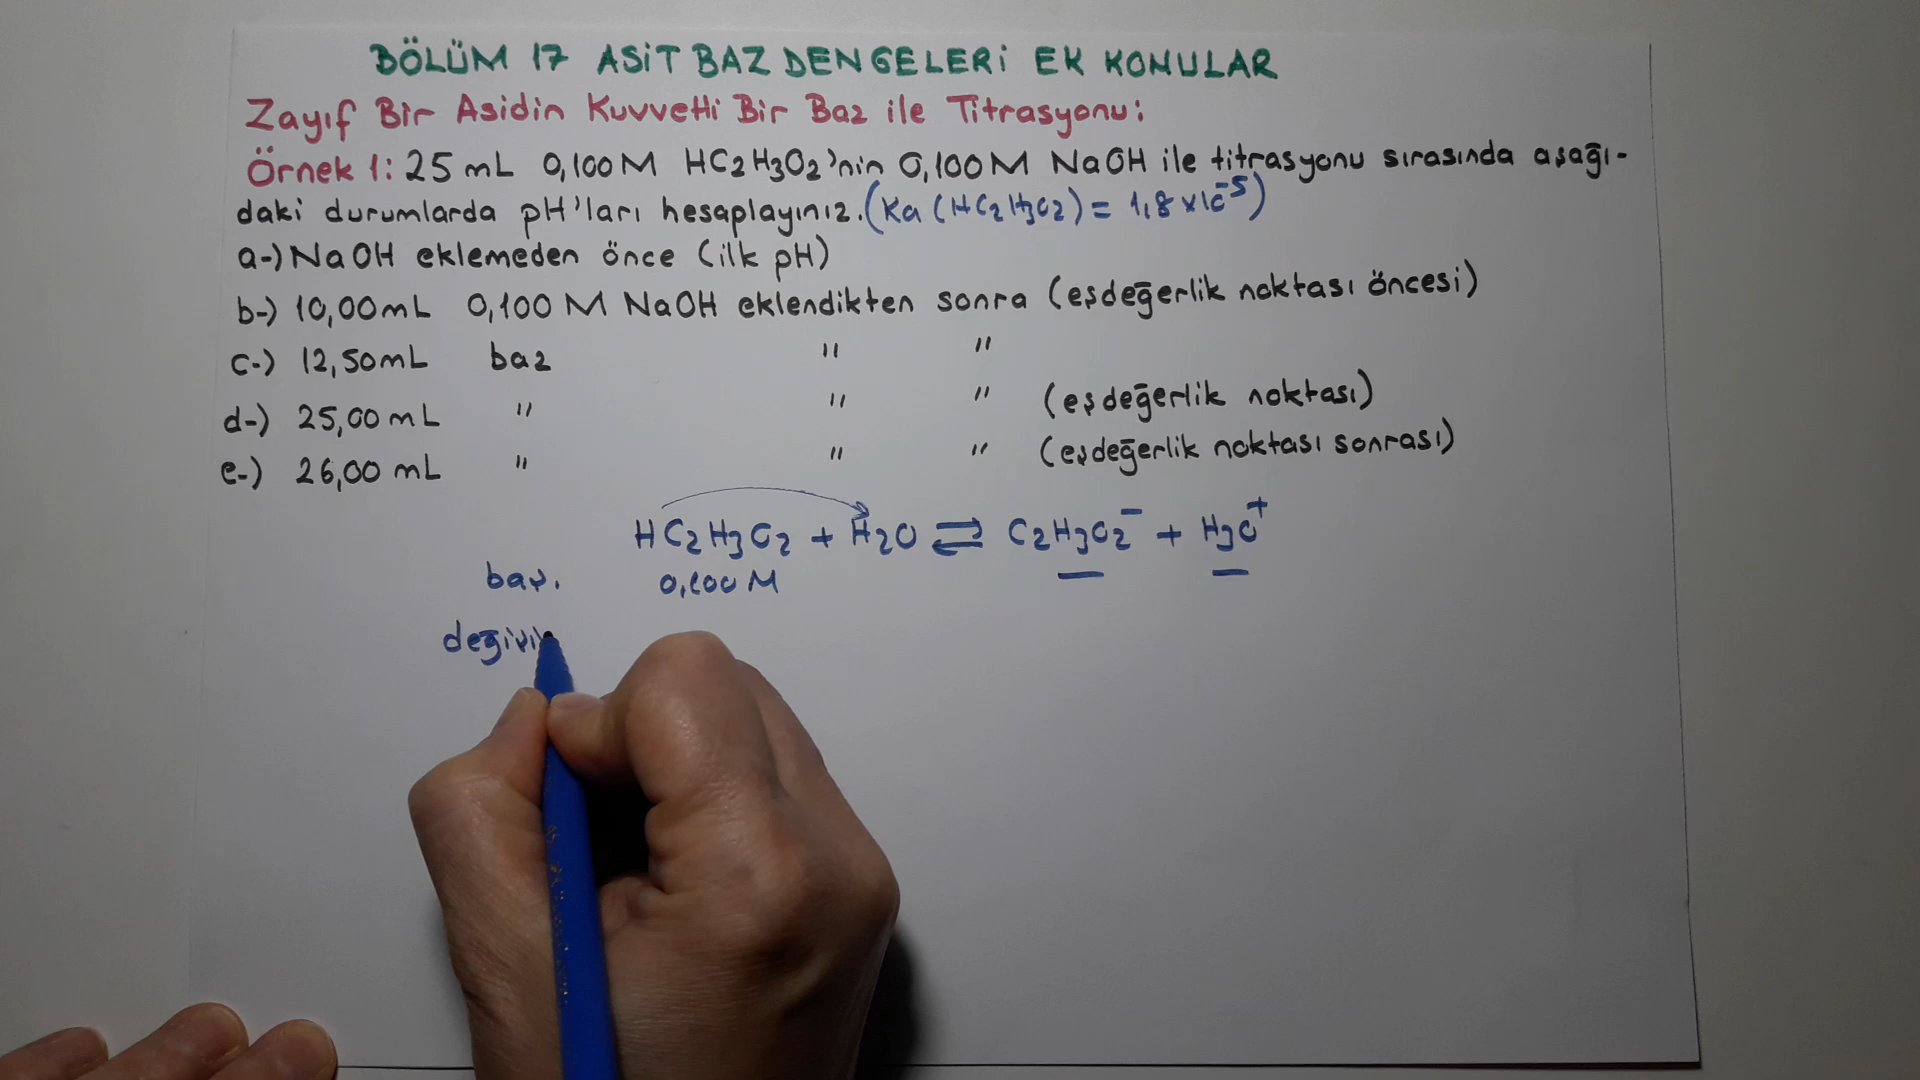 BÖLÜM 17 ASİT BAZ DENGELERİ EK KONULAR
Zayıf Bir Asidin Kuvvetli Bir Baz ile Titrasyonu:
Örnek 1: 25 mL 0,100 M HC2H3O2'nin 0,100 M NaOH ile titrasyonu sırasında aşağı-
daki durumlarda pH'ları hesaplayınız. (Ka (HC2H3O2) = 1,8 x 10⁻⁵)
a-) NaOH eklemeden önce (ilk pH)
b-) 10,00 mL 0,100 M NaOH eklendikten sonra (eşdeğerlik noktası öncesi)
c-) 12,50 mL baz " "
d-) 25,00 mL " " " (eşdeğerlik noktası)
e-) 26,00 mL " " " (eşdeğerlik noktası sonrası)
HC2H3O2 + H2O ⇌ C2H3O2⁻ + H3O⁺
baş. 0,100 M — —
değişi